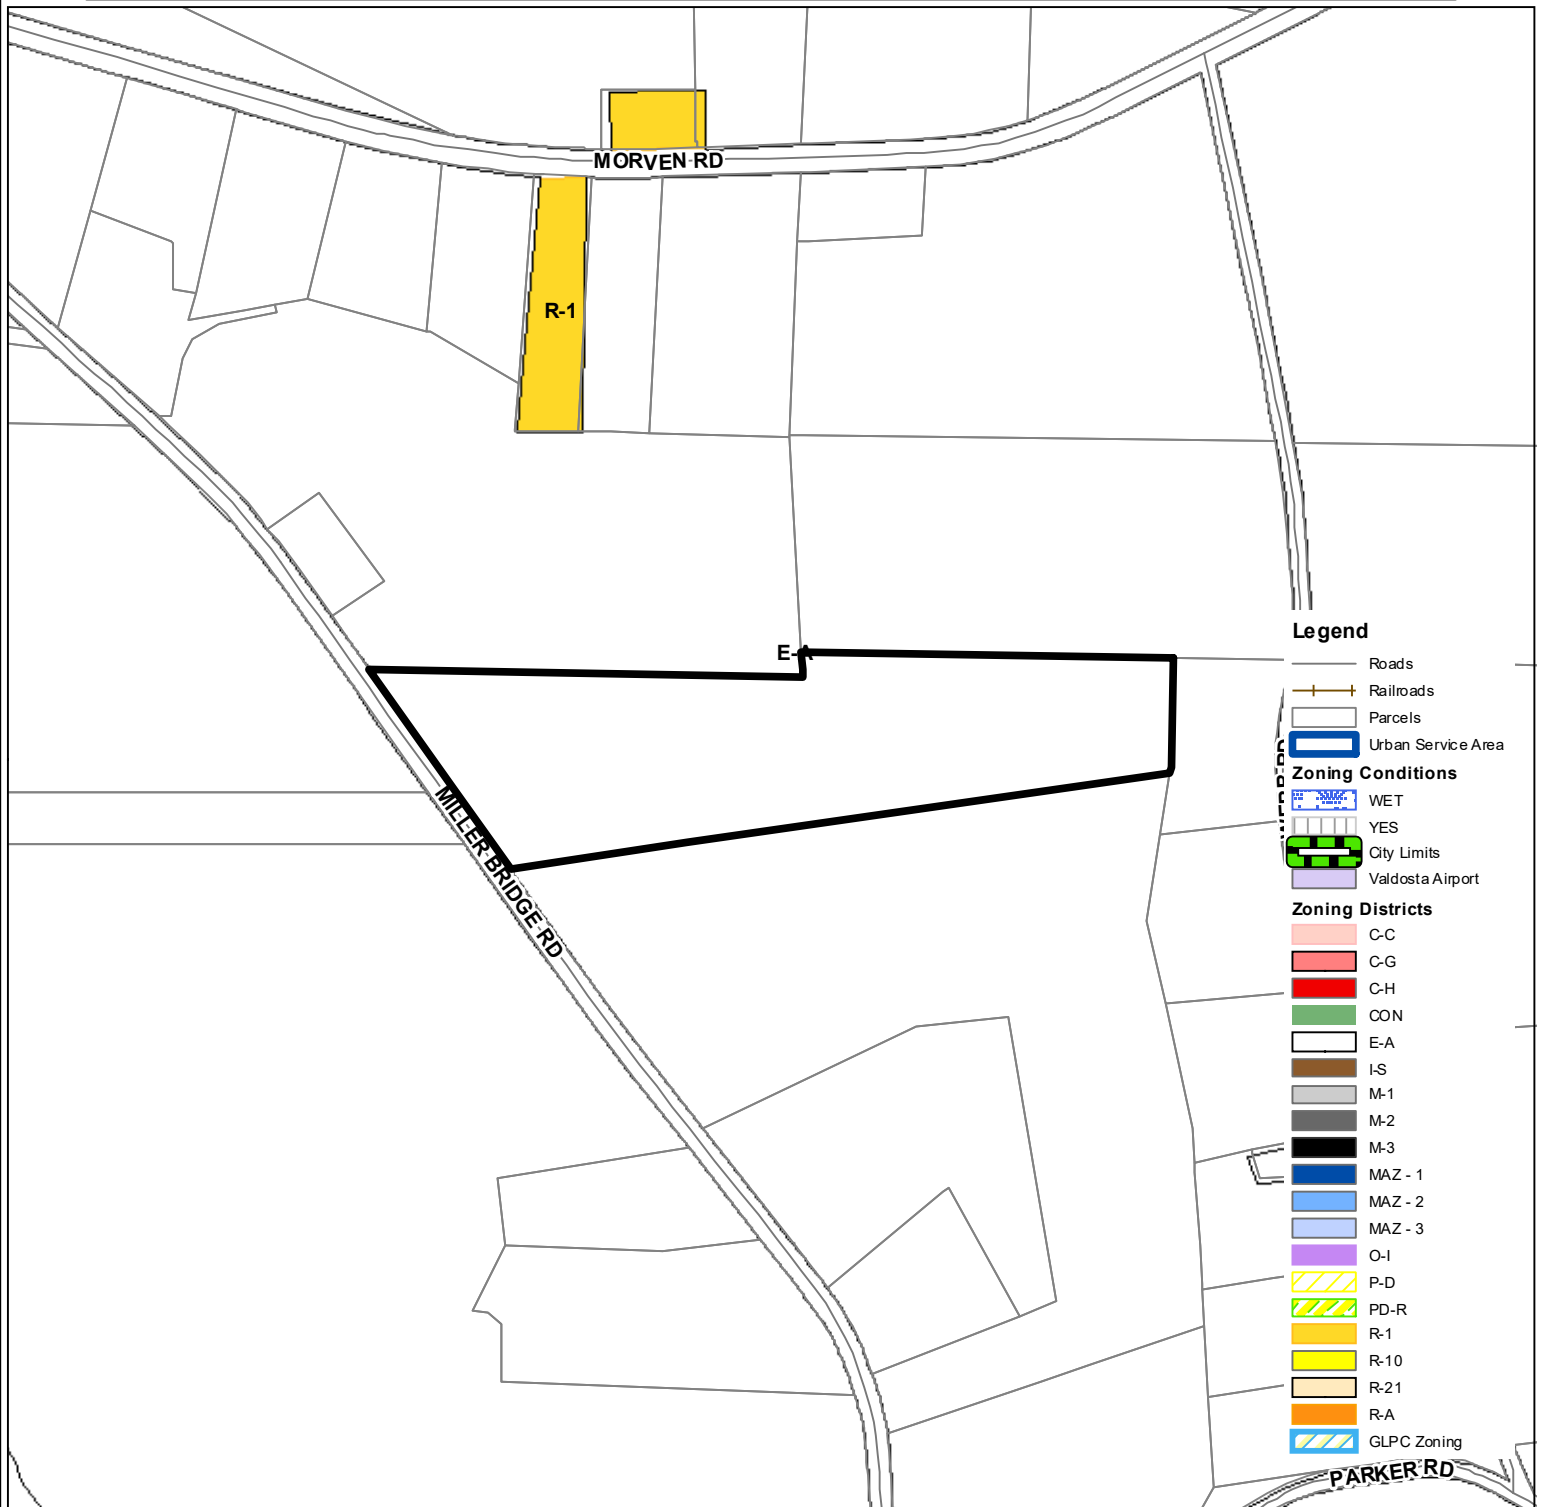 MORVEN RD
R-1
E-A
MILLER BRIDGE RD
Legend
Roads
Railroads
Parcels
Urban Service Area
Zoning Conditions
WET
YES
City Limits
Valdosta Airport
Zoning Districts
C-C
C-G
C-H
CON
E-A
I-S
M-1
M-2
M-3
MAZ - 1
MAZ - 2
MAZ - 3
O-I
P-D
PD-R
R-1
R-10
R-21
R-A
GLPC Zoning
PARKER RD